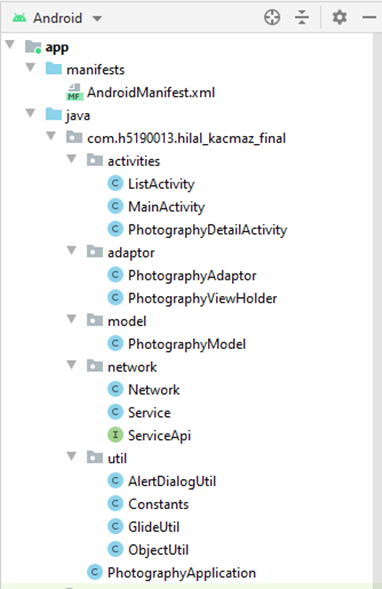 Android
app
manifests
MF AndroidManifest.xml
java
com.h5190013.hilal_kacmaz_final
activities
C ListActivity
C MainActivity
C PhotographyDetailActivity
adaptor
C PhotographyAdaptor
C PhotographyViewHolder
model
C PhotographyModel
network
C Network
C Service
I ServiceApi
util
C AlertDialogUtil
C Constants
C GlideUtil
C ObjectUtil
C PhotographyApplication